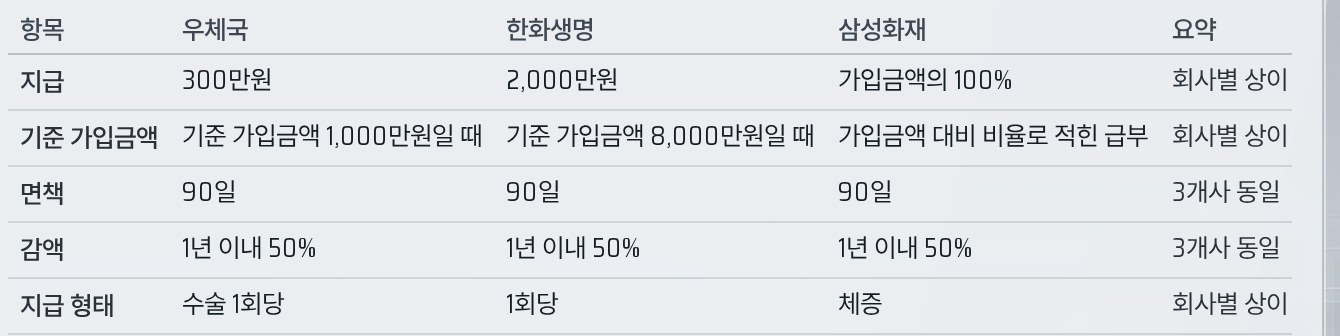 항목 우체국 한화생명 삼성화재 요약
지급 300만원 2,000만원 가입금액의 100% 회사별 상이
기준 가입금액 기준 가입금액 1,000만원일 때 기준 가입금액 8,000만원일 때 가입금액 대비 비율로 적힌 급부 회사별 상이
면책 90일 90일 90일 3개사 동일
감액 1년 이내 50% 1년 이내 50% 1년 이내 50% 3개사 동일
지급 형태 수술 1회당 1회당 체증 회사별 상이